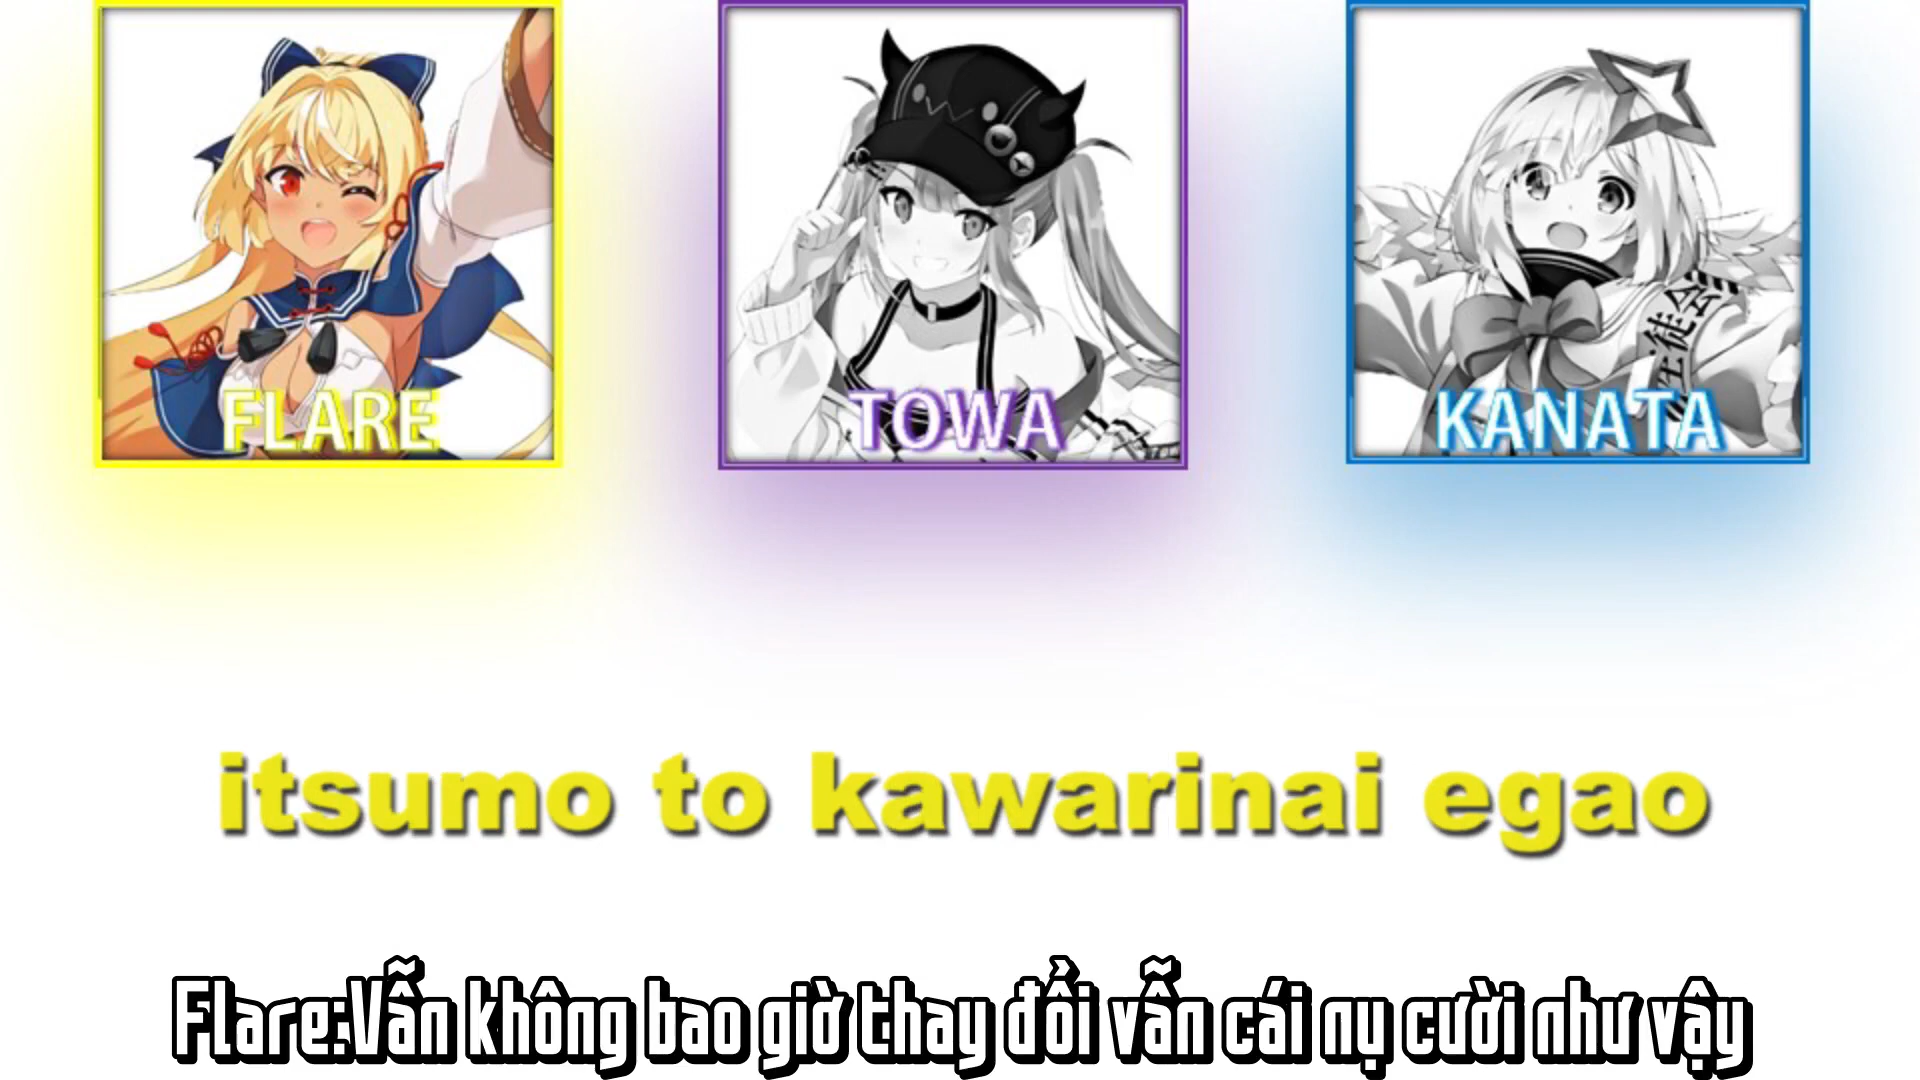 FLARE
TOWA
KANATA
itsumo to kawarinai egao
Flare:Vẫn không bao giờ thay đổi vẫn cái nụ cười như vậy